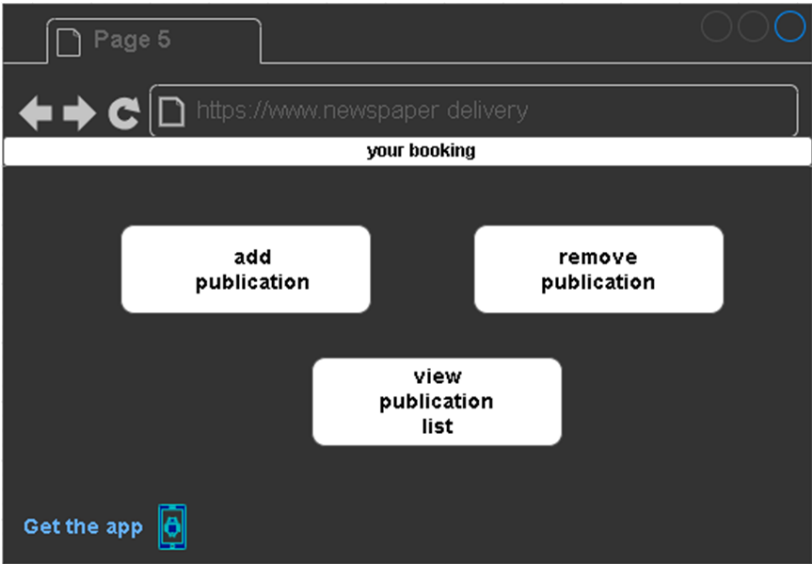 Page 5
https://www.newspaper delivery
your booking
add
publication
remove
publication
view
publication
list
Get the app